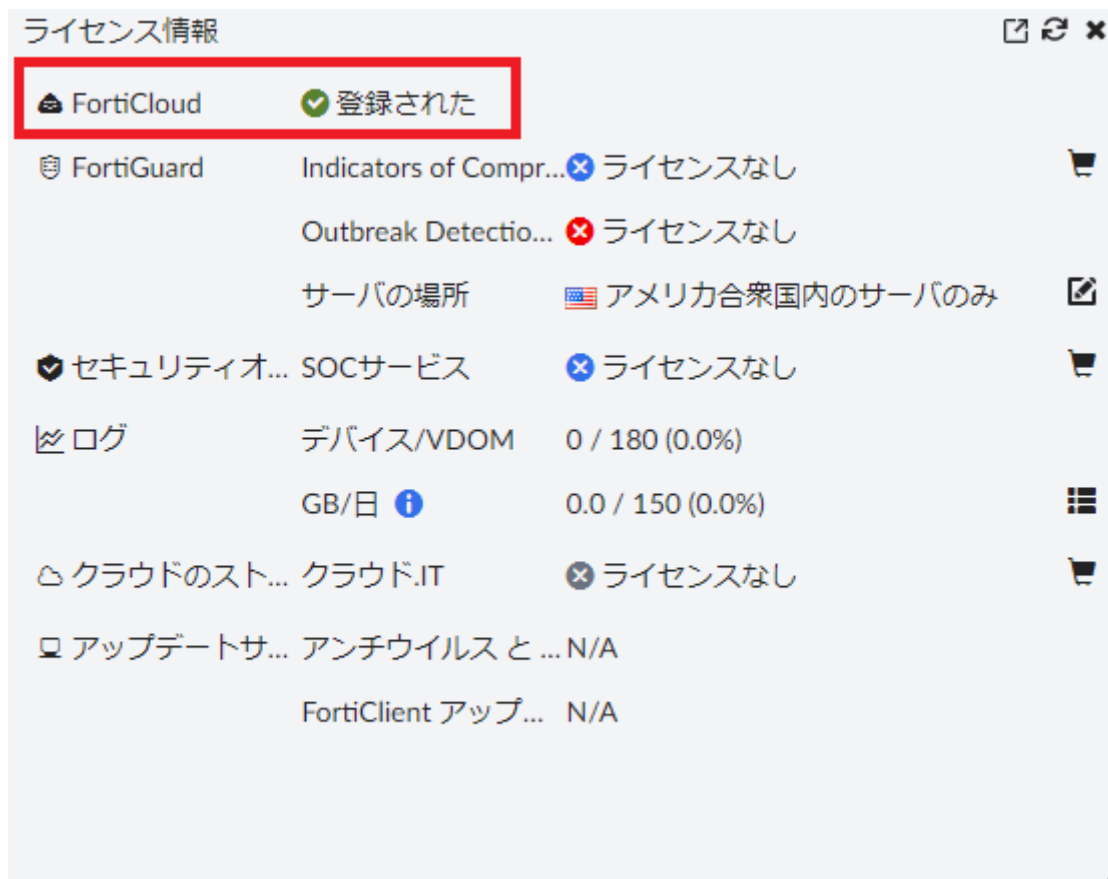 ライセンス情報
FortiCloud 登録された
FortiGuard Indicators of Compr... ライセンスなし
Outbreak Detectio... ライセンスなし
サーバの場所 アメリカ合衆国内のサーバのみ
セキュリティオ... SOCサービス ライセンスなし
ログ デバイス/VDOM 0 / 180 (0.0%)
GB/日 0.0 / 150 (0.0%)
クラウドのスト... クラウド.IT ライセンスなし
アップデートサ... アンチウイルス と ... N/A
FortiClient アップ... N/A